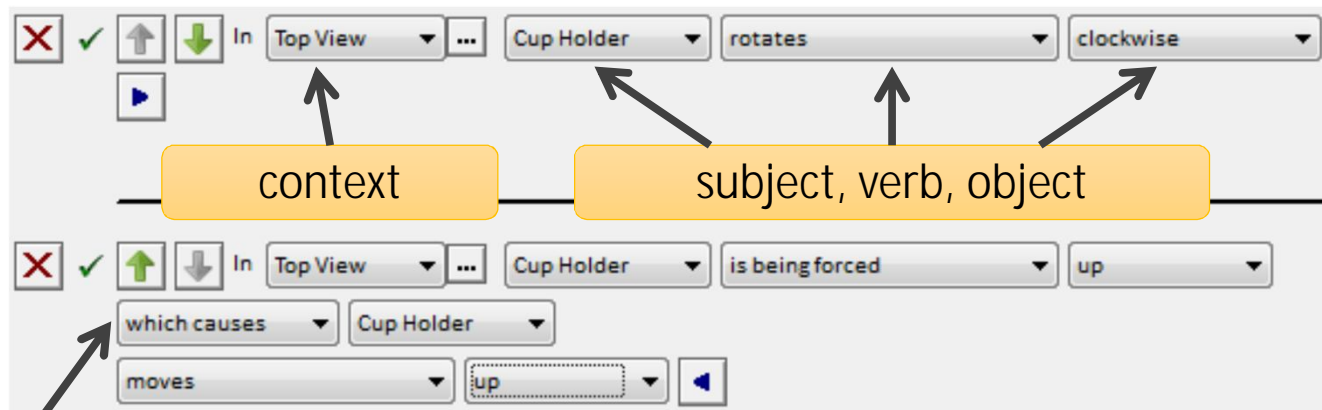 In Top View ... Cup Holder rotates clockwise
context subject, verb, object
In Top View ... Cup Holder is being forced up
which causes Cup Holder
moves up